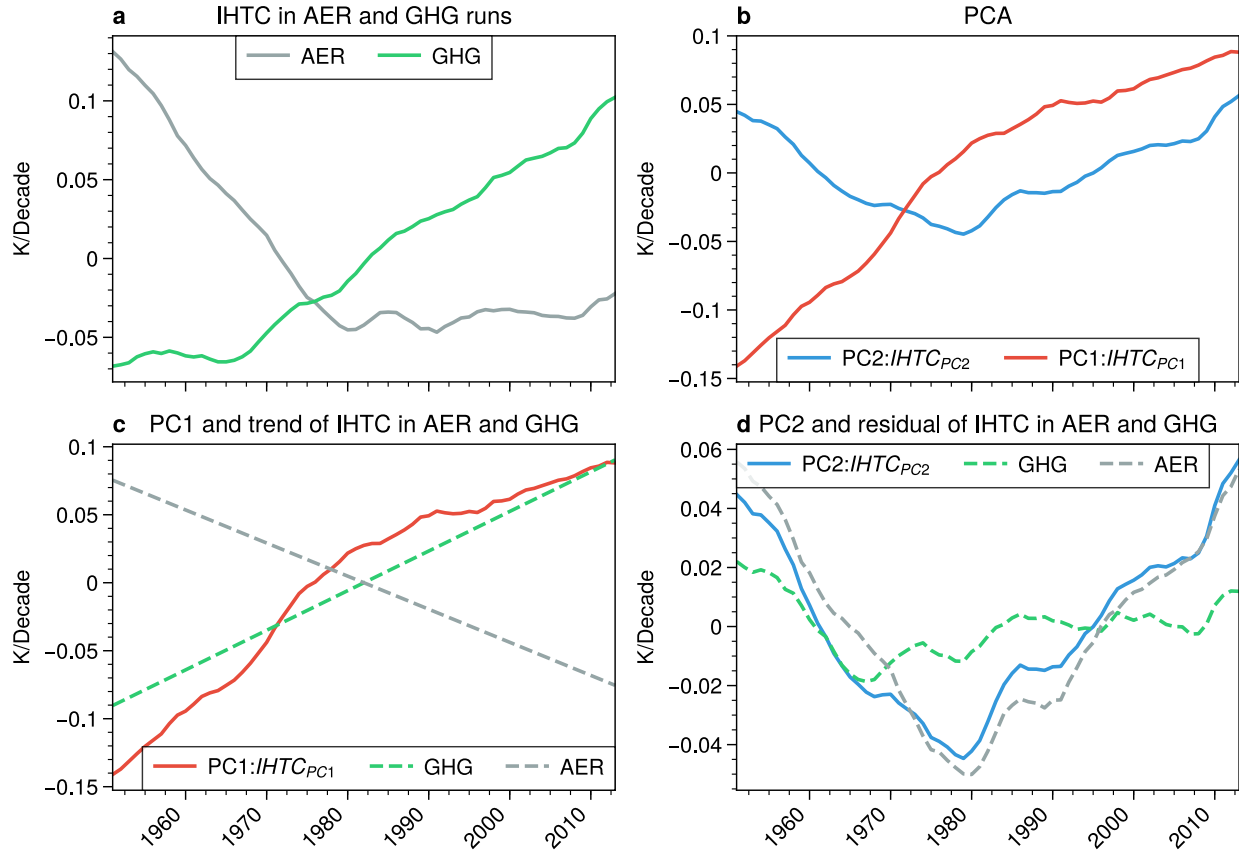 a IHTC in AER and GHG runs
AER GHG
K/Decade
0.1
0.05
0
−0.05
b PCA
K/Decade
0.1
0.05
0
−0.05
−0.1
−0.15
PC2:IHTC_PC2 PC1:IHTC_PC1
c PC1 and trend of IHTC in AER and GHG
K/Decade
0.1
0.05
0
−0.05
−0.1
−0.15
PC1:IHTC_PC1 GHG AER
1960 1970 1980 1990 2000 2010
d PC2 and residual of IHTC in AER and GHG
PC2:IHTC_PC2 GHG AER
K/Decade
0.06
0.04
0.02
0
−0.02
−0.04
1960 1970 1980 1990 2000 2010